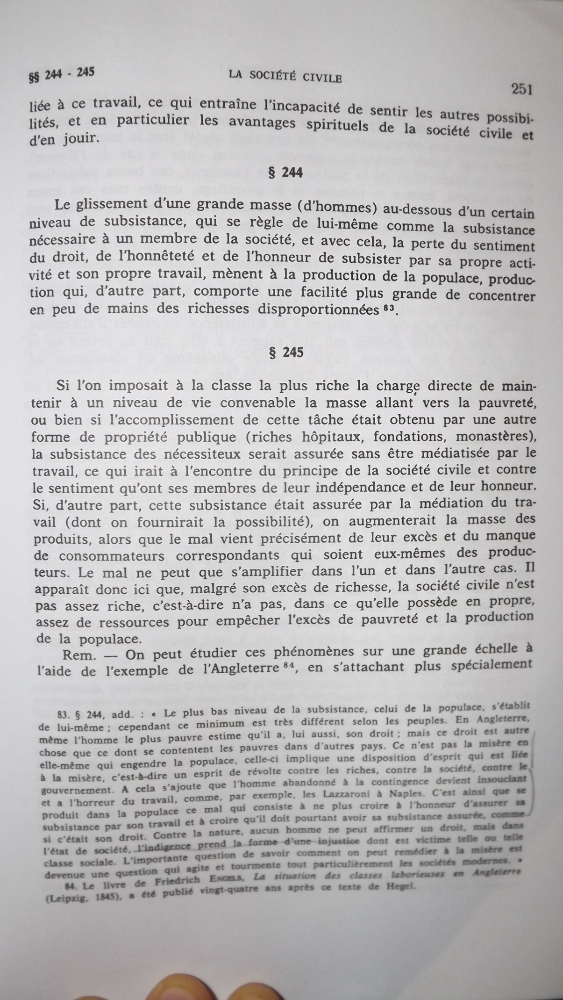 §§ 244 - 245 LA SOCIÉTÉ CIVILE 251
liée à ce travail, ce qui entraîne l'incapacité de sentir les autres possibi-
lités, et en particulier les avantages spirituels de la société civile et
d'en jouir.
§ 244
Le glissement d'une grande masse (d'hommes) au-dessous d'un certain
niveau de subsistance, qui se règle de lui-même comme la subsistance
nécessaire à un membre de la société, et avec cela, la perte du sentiment
du droit, de l'honnêteté et de l'honneur de subsister par sa propre acti-
vité et son propre travail, mènent à la production de la populace, produc-
tion qui, d'autre part, comporte une facilité plus grande de concentrer
en peu de mains des richesses disproportionnées 83.
§ 245
Si l'on imposait à la classe la plus riche la charge directe de main-
tenir à un niveau de vie convenable la masse allant vers la pauvreté,
ou bien si l'accomplissement de cette tâche était obtenu par une autre
forme de propriété publique (riches hôpitaux, fondations, monastères),
la subsistance des nécessiteux serait assurée sans être médiatisée par le
travail, ce qui irait à l'encontre du principe de la société civile et contre
le sentiment qu'ont ses membres de leur indépendance et de leur honneur.
Si, d'autre part, cette subsistance était assurée par la médiation du tra-
vail (dont on fournirait la possibilité), on augmenterait la masse des
produits, alors que le mal vient précisément de leur excès et du manque
de consommateurs correspondants qui soient eux-mêmes des produc-
teurs. Le mal ne peut que s'amplifier dans l'un et dans l'autre cas. Il
apparaît donc ici que, malgré son excès de richesse, la société civile n'est
pas assez riche, c'est-à-dire n'a pas, dans ce qu'elle possède en propre,
assez de ressources pour empêcher l'excès de pauvreté et la production
de la populace.
Rem. — On peut étudier ces phénomènes sur une grande échelle à
l'aide de l'exemple de l'Angleterre 84, en s'attachant plus spécialement
83. § 244, add. : « Le plus bas niveau de la subsistance, celui de la populace, s'établit
de lui-même ; cependant ce minimum est très différent selon les peuples. En Angleterre,
même l'homme le plus pauvre estime qu'il a, lui aussi, son droit ; mais ce droit est autre
chose que ce dont se contentent les pauvres dans d'autres pays. Ce n'est pas la misère en
elle-même qui engendre la populace, celle-ci implique une disposition d'esprit qui est liée
à la misère, c'est-à-dire un esprit de révolte contre les riches, contre la société, contre le
gouvernement. A cela s'ajoute que l'homme abandonné à la contingence devient insouciant
et a l'horreur du travail, comme, par exemple, les Lazzaroni à Naples. C'est ainsi que se
produit dans la populace ce mal qui consiste à ne plus croire à l'honneur d'assurer sa
subsistance par son travail et à croire qu'il doit pourtant avoir sa subsistance assurée, comme
si c'était son droit. Contre la nature, aucun homme ne peut affirmer un droit, mais dans
l'état de société, l'indigence prend la forme d'une injustice dont est victime telle ou telle
classe sociale. L'importante question de savoir comment on peut remédier à la misère est
devenue une question qui agite et tourmente tout particulièrement les sociétés modernes. »
84. Le livre de Friedrich ENGELS, La situation des classes laborieuses en Angleterre
(Leipzig, 1845), a été publié vingt-quatre ans après ce texte de Hegel.